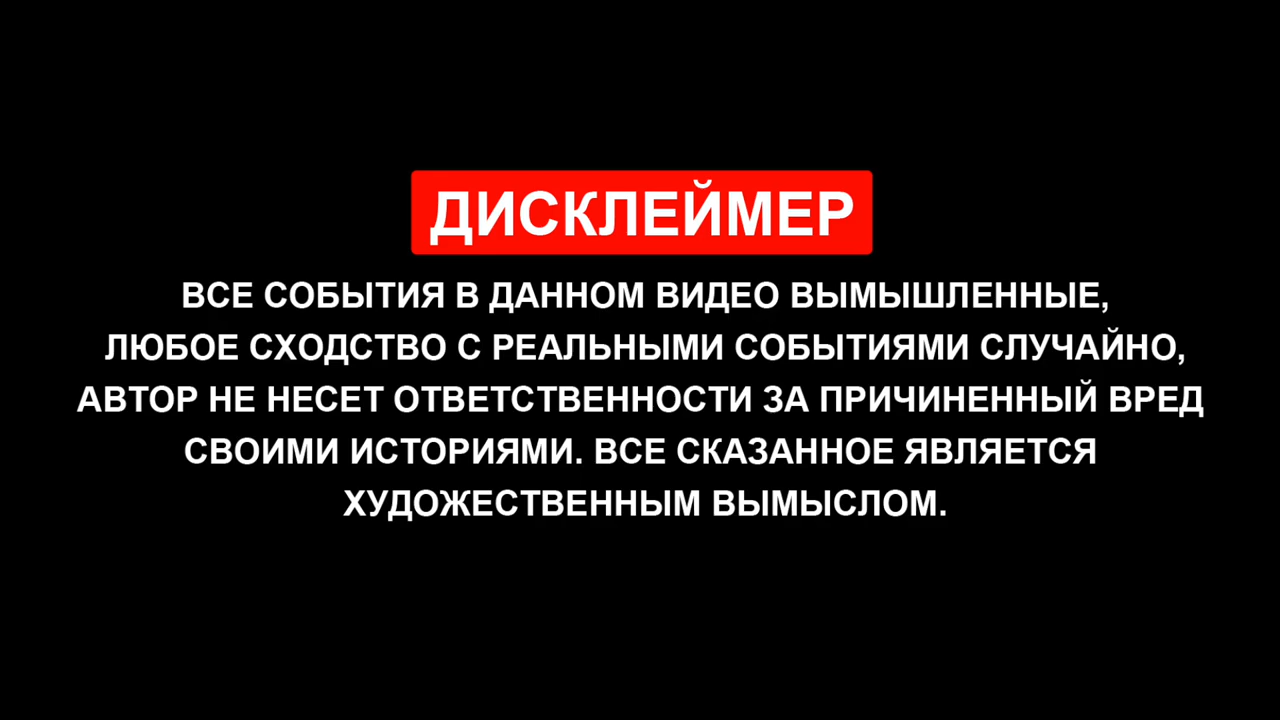 ДИСКЛЕЙМЕР
ВСЕ СОБЫТИЯ В ДАННОМ ВИДЕО ВЫМЫШЛЕННЫЕ,
ЛЮБОЕ СХОДСТВО С РЕАЛЬНЫМИ СОБЫТИЯМИ СЛУЧАЙНО,
АВТОР НЕ НЕСЕТ ОТВЕТСТВЕННОСТИ ЗА ПРИЧИНЕННЫЙ ВРЕД
СВОИМИ ИСТОРИЯМИ. ВСЕ СКАЗАННОЕ ЯВЛЯЕТСЯ
ХУДОЖЕСТВЕННЫМ ВЫМЫСЛОМ.